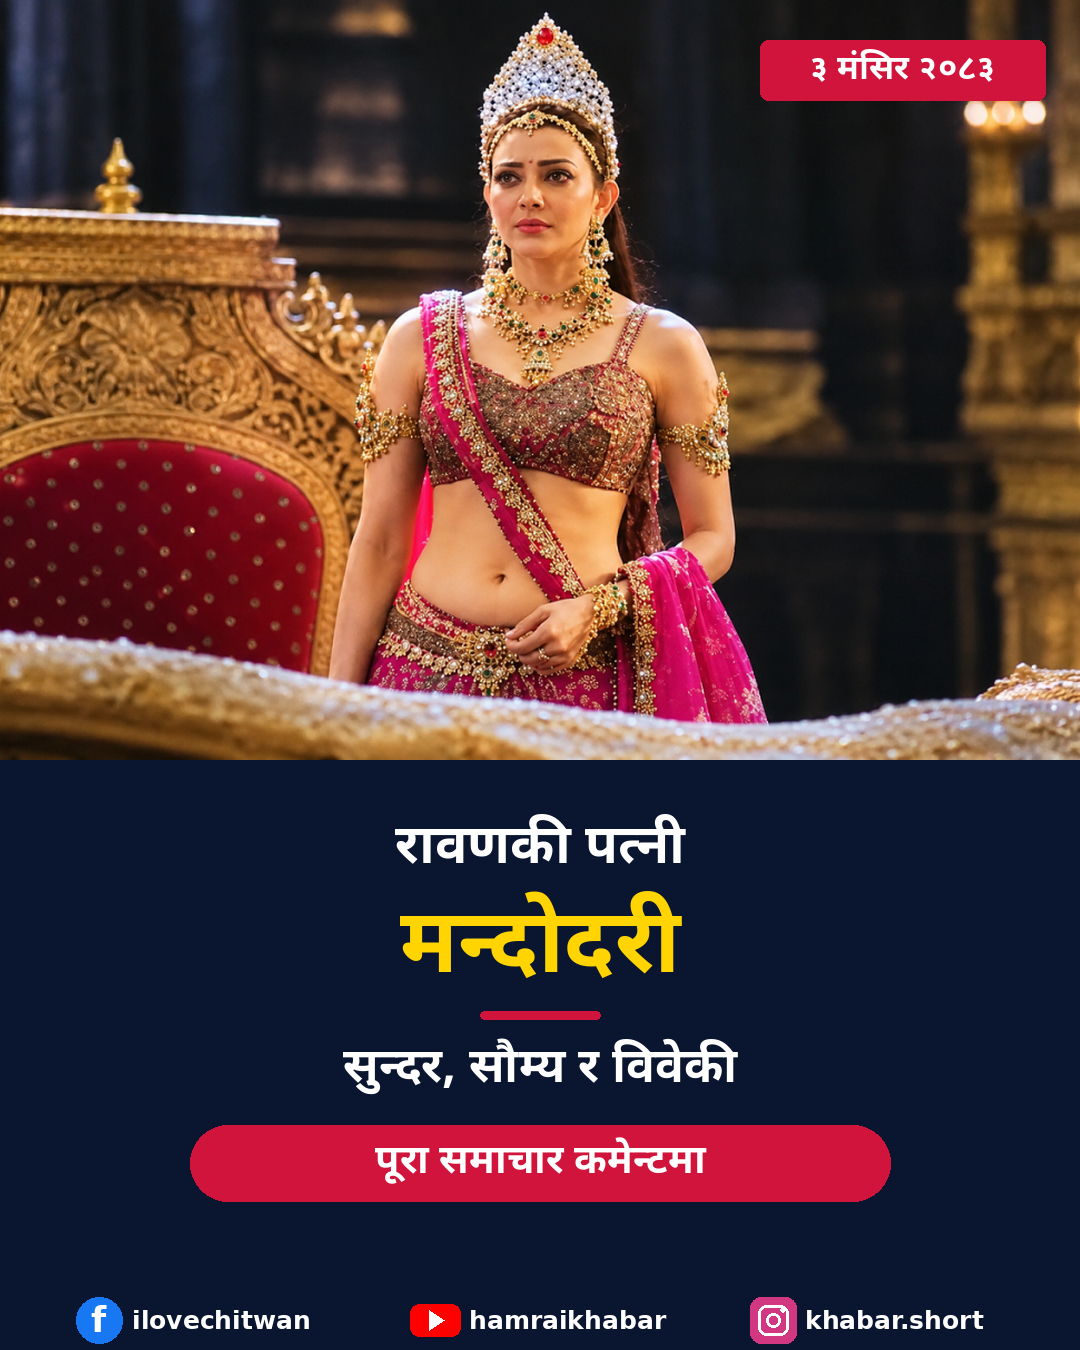 ३ मंसिर २०८३
रावणकी पत्नी
मन्दोदरी
सुन्दर, सौम्य र विवेकी
पूरा समाचार कमेन्टमा
ilovechitwan
hamraikhabar
khabar.short